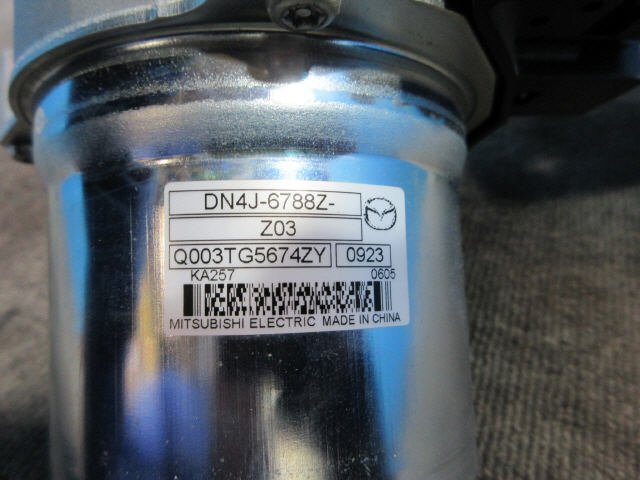 DN4J-6788Z-
Z03
Q003TG5674ZY 0923
KA257 0605
MITSUBISHI ELECTRIC MADE IN CHINA